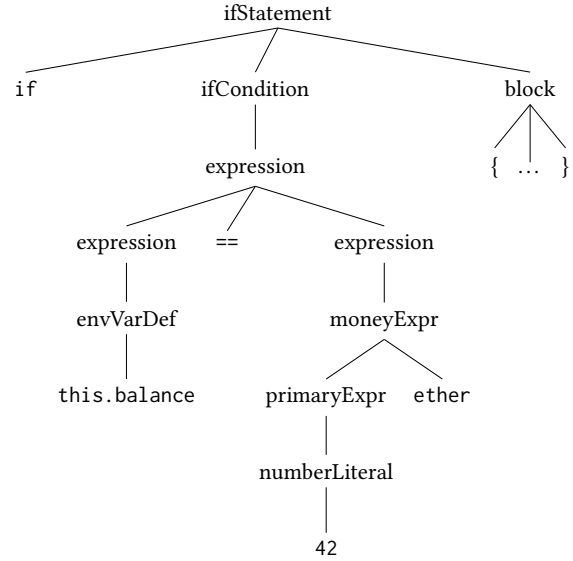 ifStatement
if ifCondition block
expression { … }
expression == expression
envVarDef moneyExpr
this.balance primaryExpr ether
numberLiteral
42